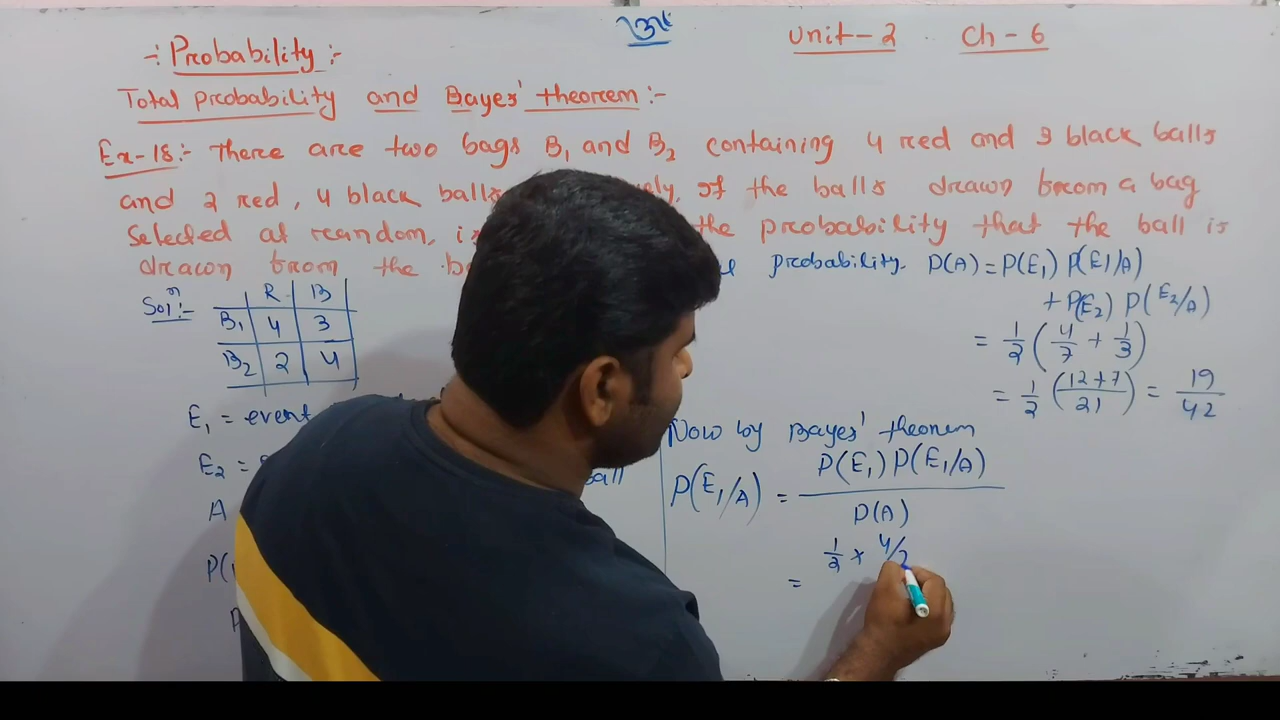 Unit-2 Ch-6
-: Probability :-
Total probability and Bayes' theorem :-
Ex-18:- There are two bags B₁ and B₂ containing 4 red and 3 black balls
and 2 red, 4 black balls of the balls drawn from a bag
Selected at random, the probability that the ball is
drawn from the
Solⁿ:-
R B
B₁ 4 3
B₂ 2 4
E₁ = event
E₂ =
ball
A
P(
probability. P(A) = P(E₁) P(E1/A)
+ P(E₂) P(E₂/A)
= 1/2 (4/7 + 1/3)
= 1/2 (12+7/21) = 19/42
Now by Bayes' theorem
P(E₁/A) = P(E₁) P(E₁/A) / P(A)
= 1/2 × 4/